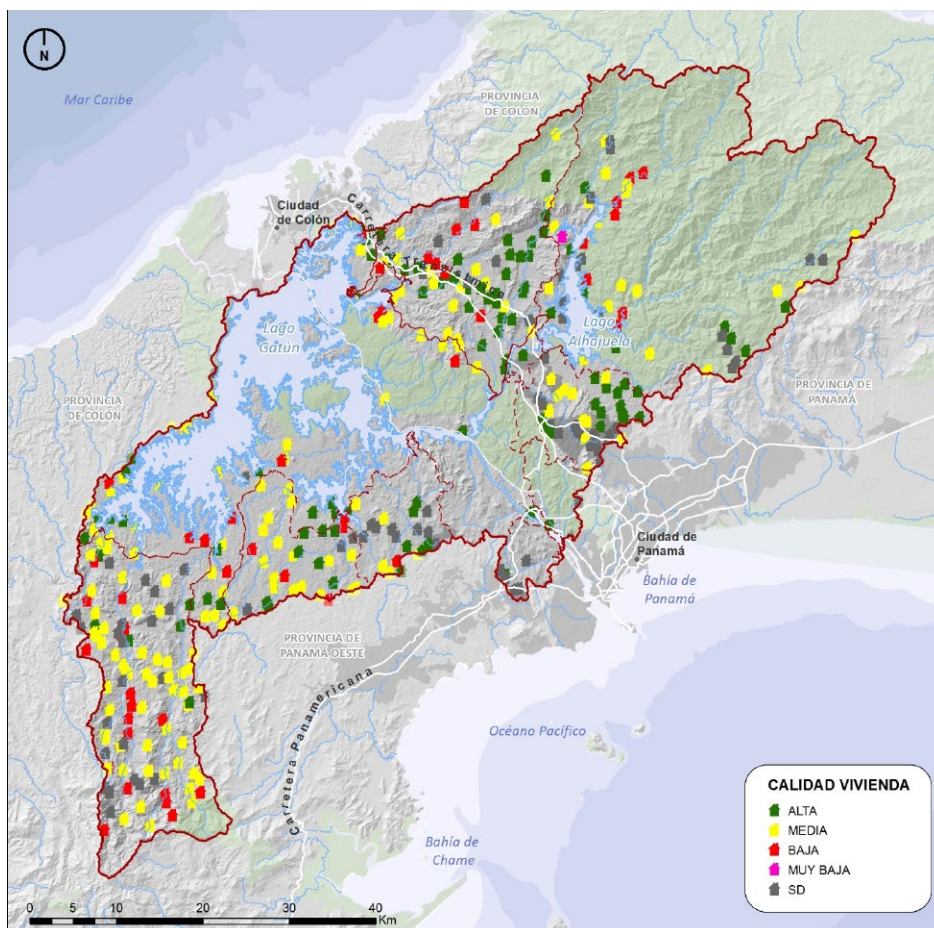 N
Mar Caribe
PROVINCIA
DE COLÓN
Ciudad
de Colón
Carretera Transístmica
Lago
Gatún
Lago
Alhajuela
PROVINCIA
DE COLÓN
PROVINCIA DE
PANAMÁ
Ciudad de
Panamá
Bahía de
Panamá
PROVINCIA DE
PANAMÁ OESTE
Carretera Panamericana
Océano Pacífico
Bahía de
Chame
CALIDAD VIVIENDA
ALTA
MEDIA
BAJA
MUY BAJA
SD
0 10 20 30 40
Km